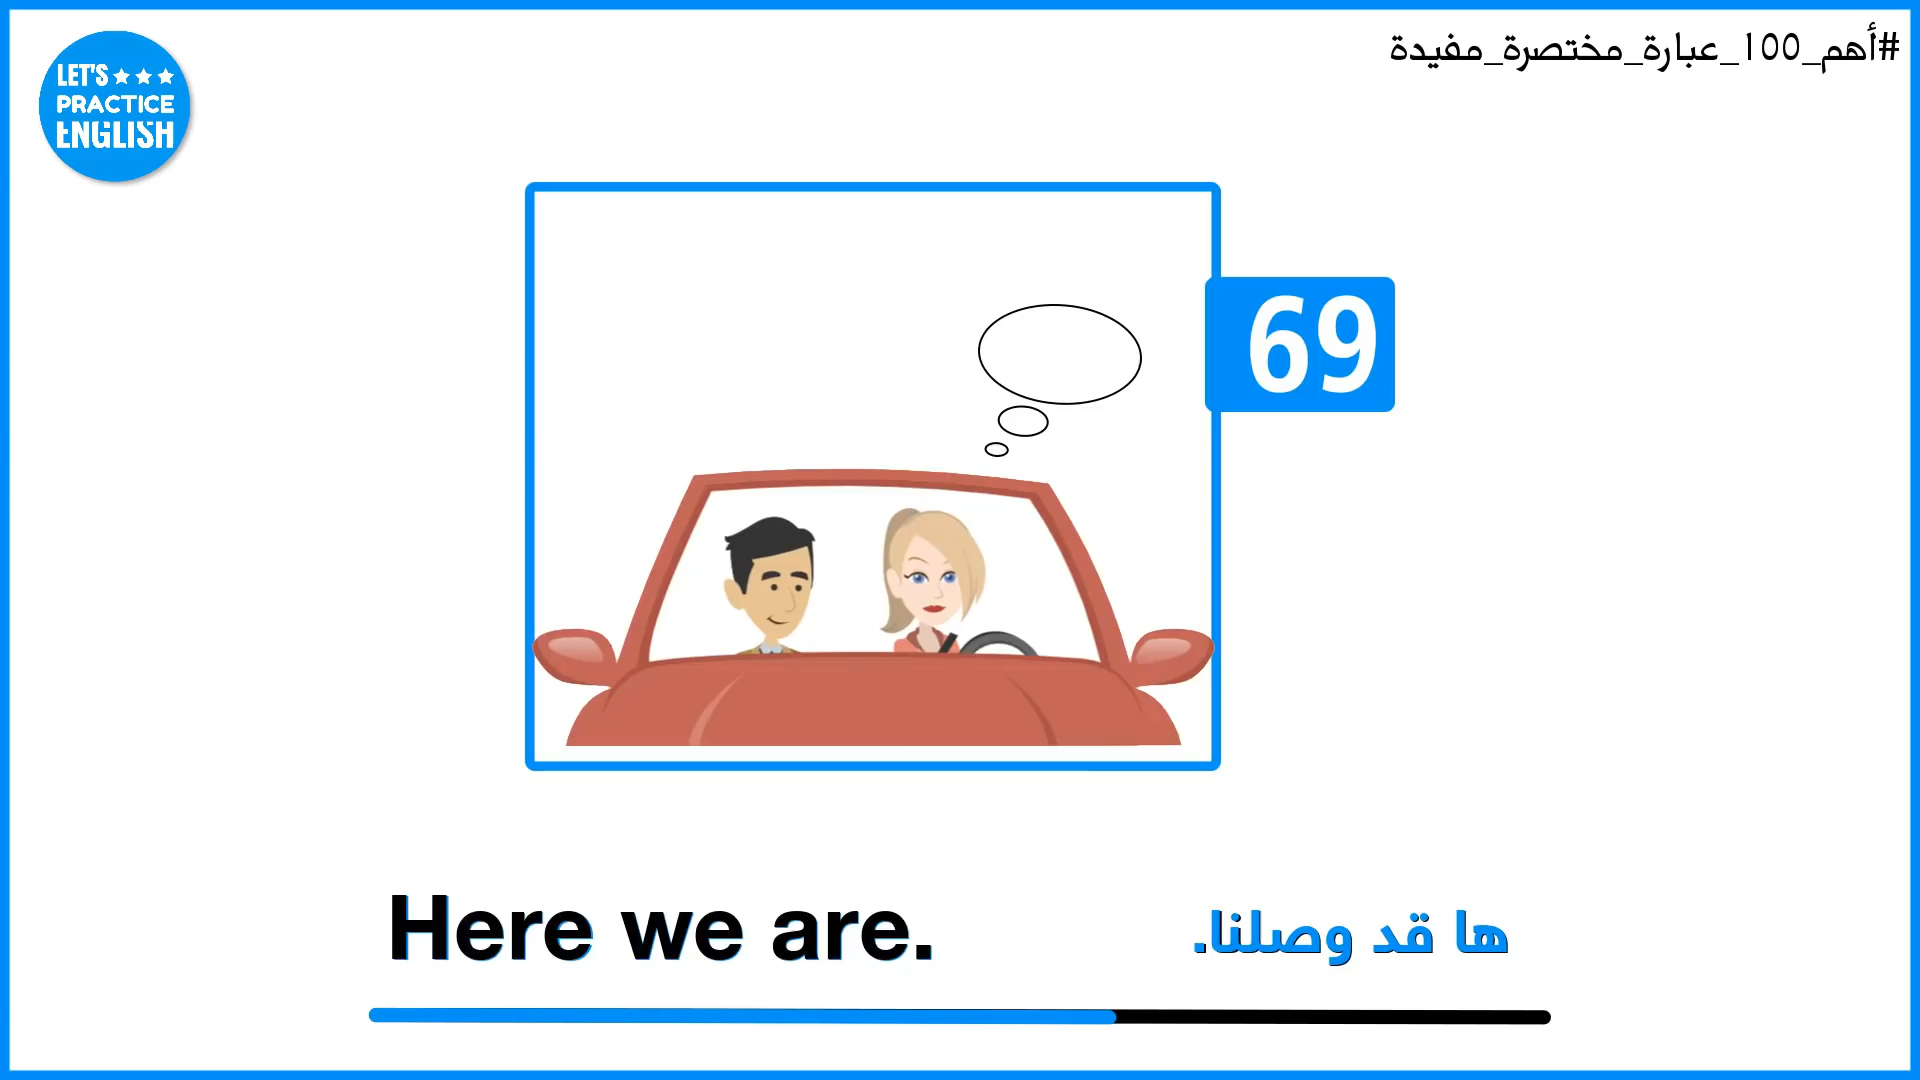 #أهم_100_عبارة_مختصرة_مفيدة
LET'S
PRACTICE
ENGLISH
69
Here we are.
ها قد وصلنا.